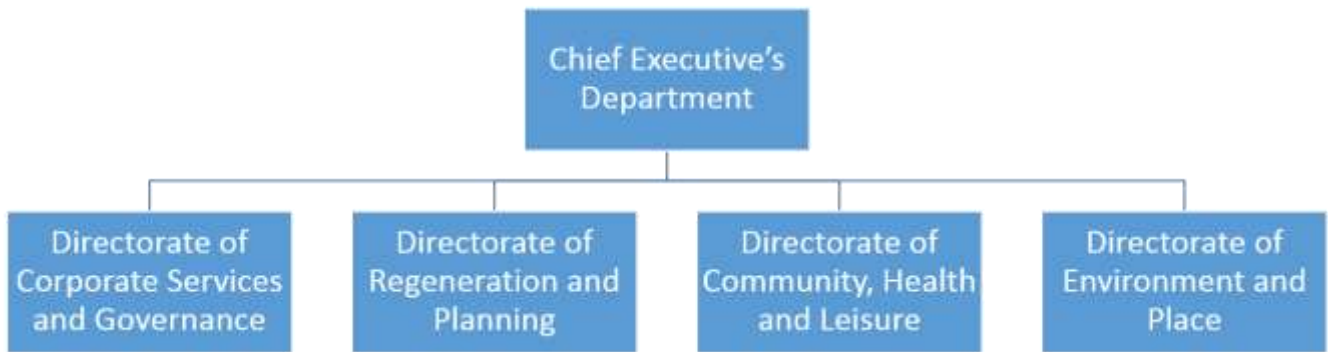 Chief Executive’s
Department
Directorate of
Corporate Services
and Governance
Directorate of
Regeneration and
Planning
Directorate of
Community, Health
and Leisure
Directorate of
Environment and
Place